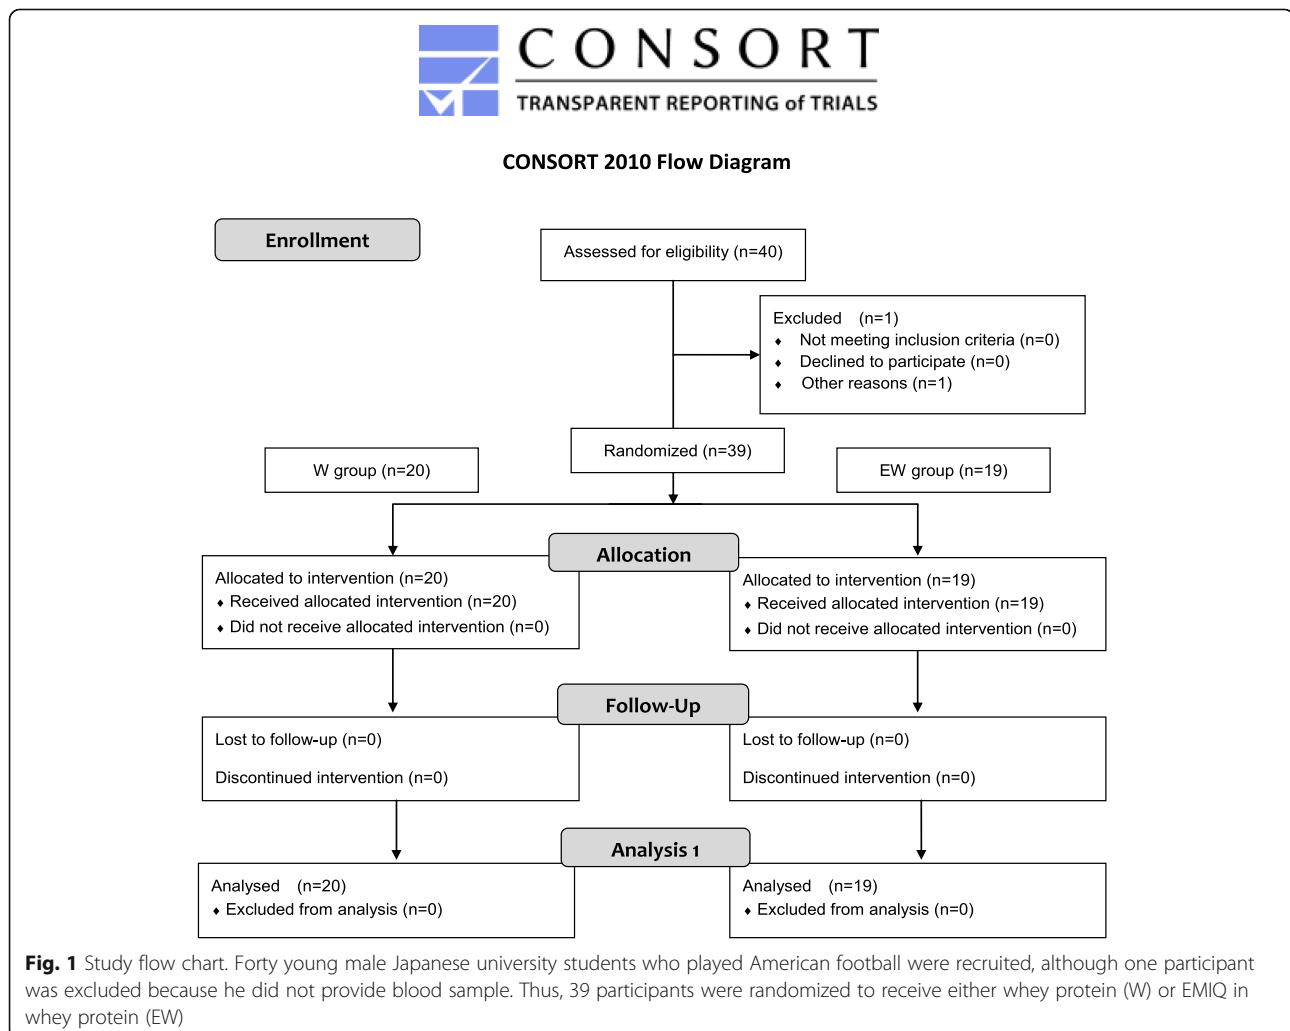 CONSORT
TRANSPARENT REPORTING of TRIALS
CONSORT 2010 Flow Diagram
Enrollment
Assessed for eligibility (n=40)
Excluded (n=1)
♦ Not meeting inclusion criteria (n=0)
♦ Declined to participate (n=0)
♦ Other reasons (n=1)
Randomized (n=39)
W group (n=20)
EW group (n=19)
Allocation
Allocated to intervention (n=20)
♦ Received allocated intervention (n=20)
♦ Did not receive allocated intervention (n=0)
Allocated to intervention (n=19)
♦ Received allocated intervention (n=19)
♦ Did not receive allocated intervention (n=0)
Follow-Up
Lost to follow-up (n=0)
Discontinued intervention (n=0)
Lost to follow-up (n=0)
Discontinued intervention (n=0)
Analysis 1
Analysed (n=20)
♦ Excluded from analysis (n=0)
Analysed (n=19)
♦ Excluded from analysis (n=0)
Fig. 1 Study flow chart. Forty young male Japanese university students who played American football were recruited, although one participant
was excluded because he did not provide blood sample. Thus, 39 participants were randomized to receive either whey protein (W) or EMIQ in
whey protein (EW)